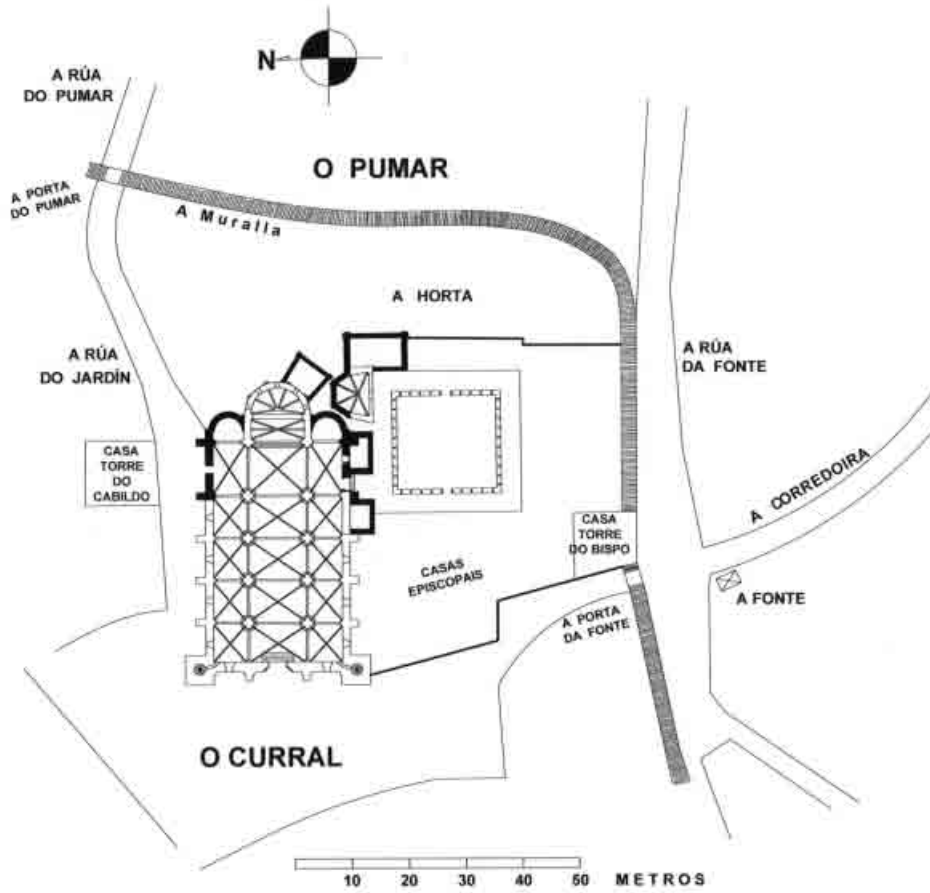 N
A RÚA
DO PUMAR
O PUMAR
A PORTA
DO PUMAR
A Muralla
A HORTA
A RÚA
DO JARDÍN
A RÚA
DA FONTE
CASA
TORRE
DO
CABILDO
A CORREDOIRA
CASA
TORRE
DO BISPO
CASAS
EPISCOPAIS
A FONTE
A PORTA
DA FONTE
O CURRAL
10 20 30 40 50 METROS